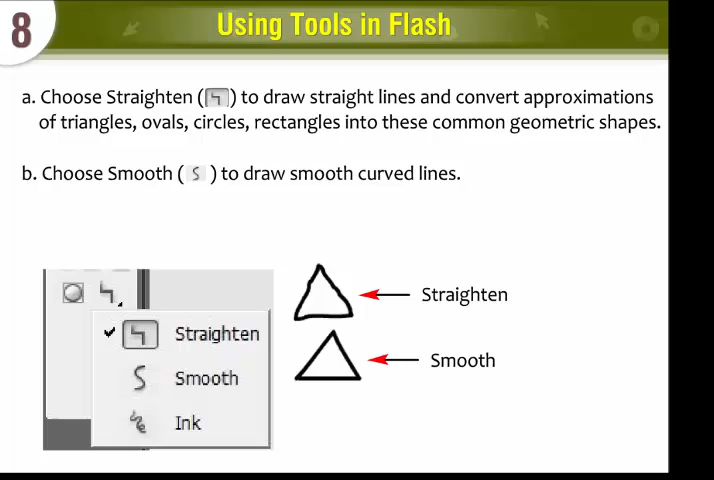 8
Using Tools in Flash
a. Choose Straighten ( ) to draw straight lines and convert approximations
of triangles, ovals, circles, rectangles into these common geometric shapes.
b. Choose Smooth ( ) to draw smooth curved lines.
Straighten
Smooth
Ink
Straighten
Smooth